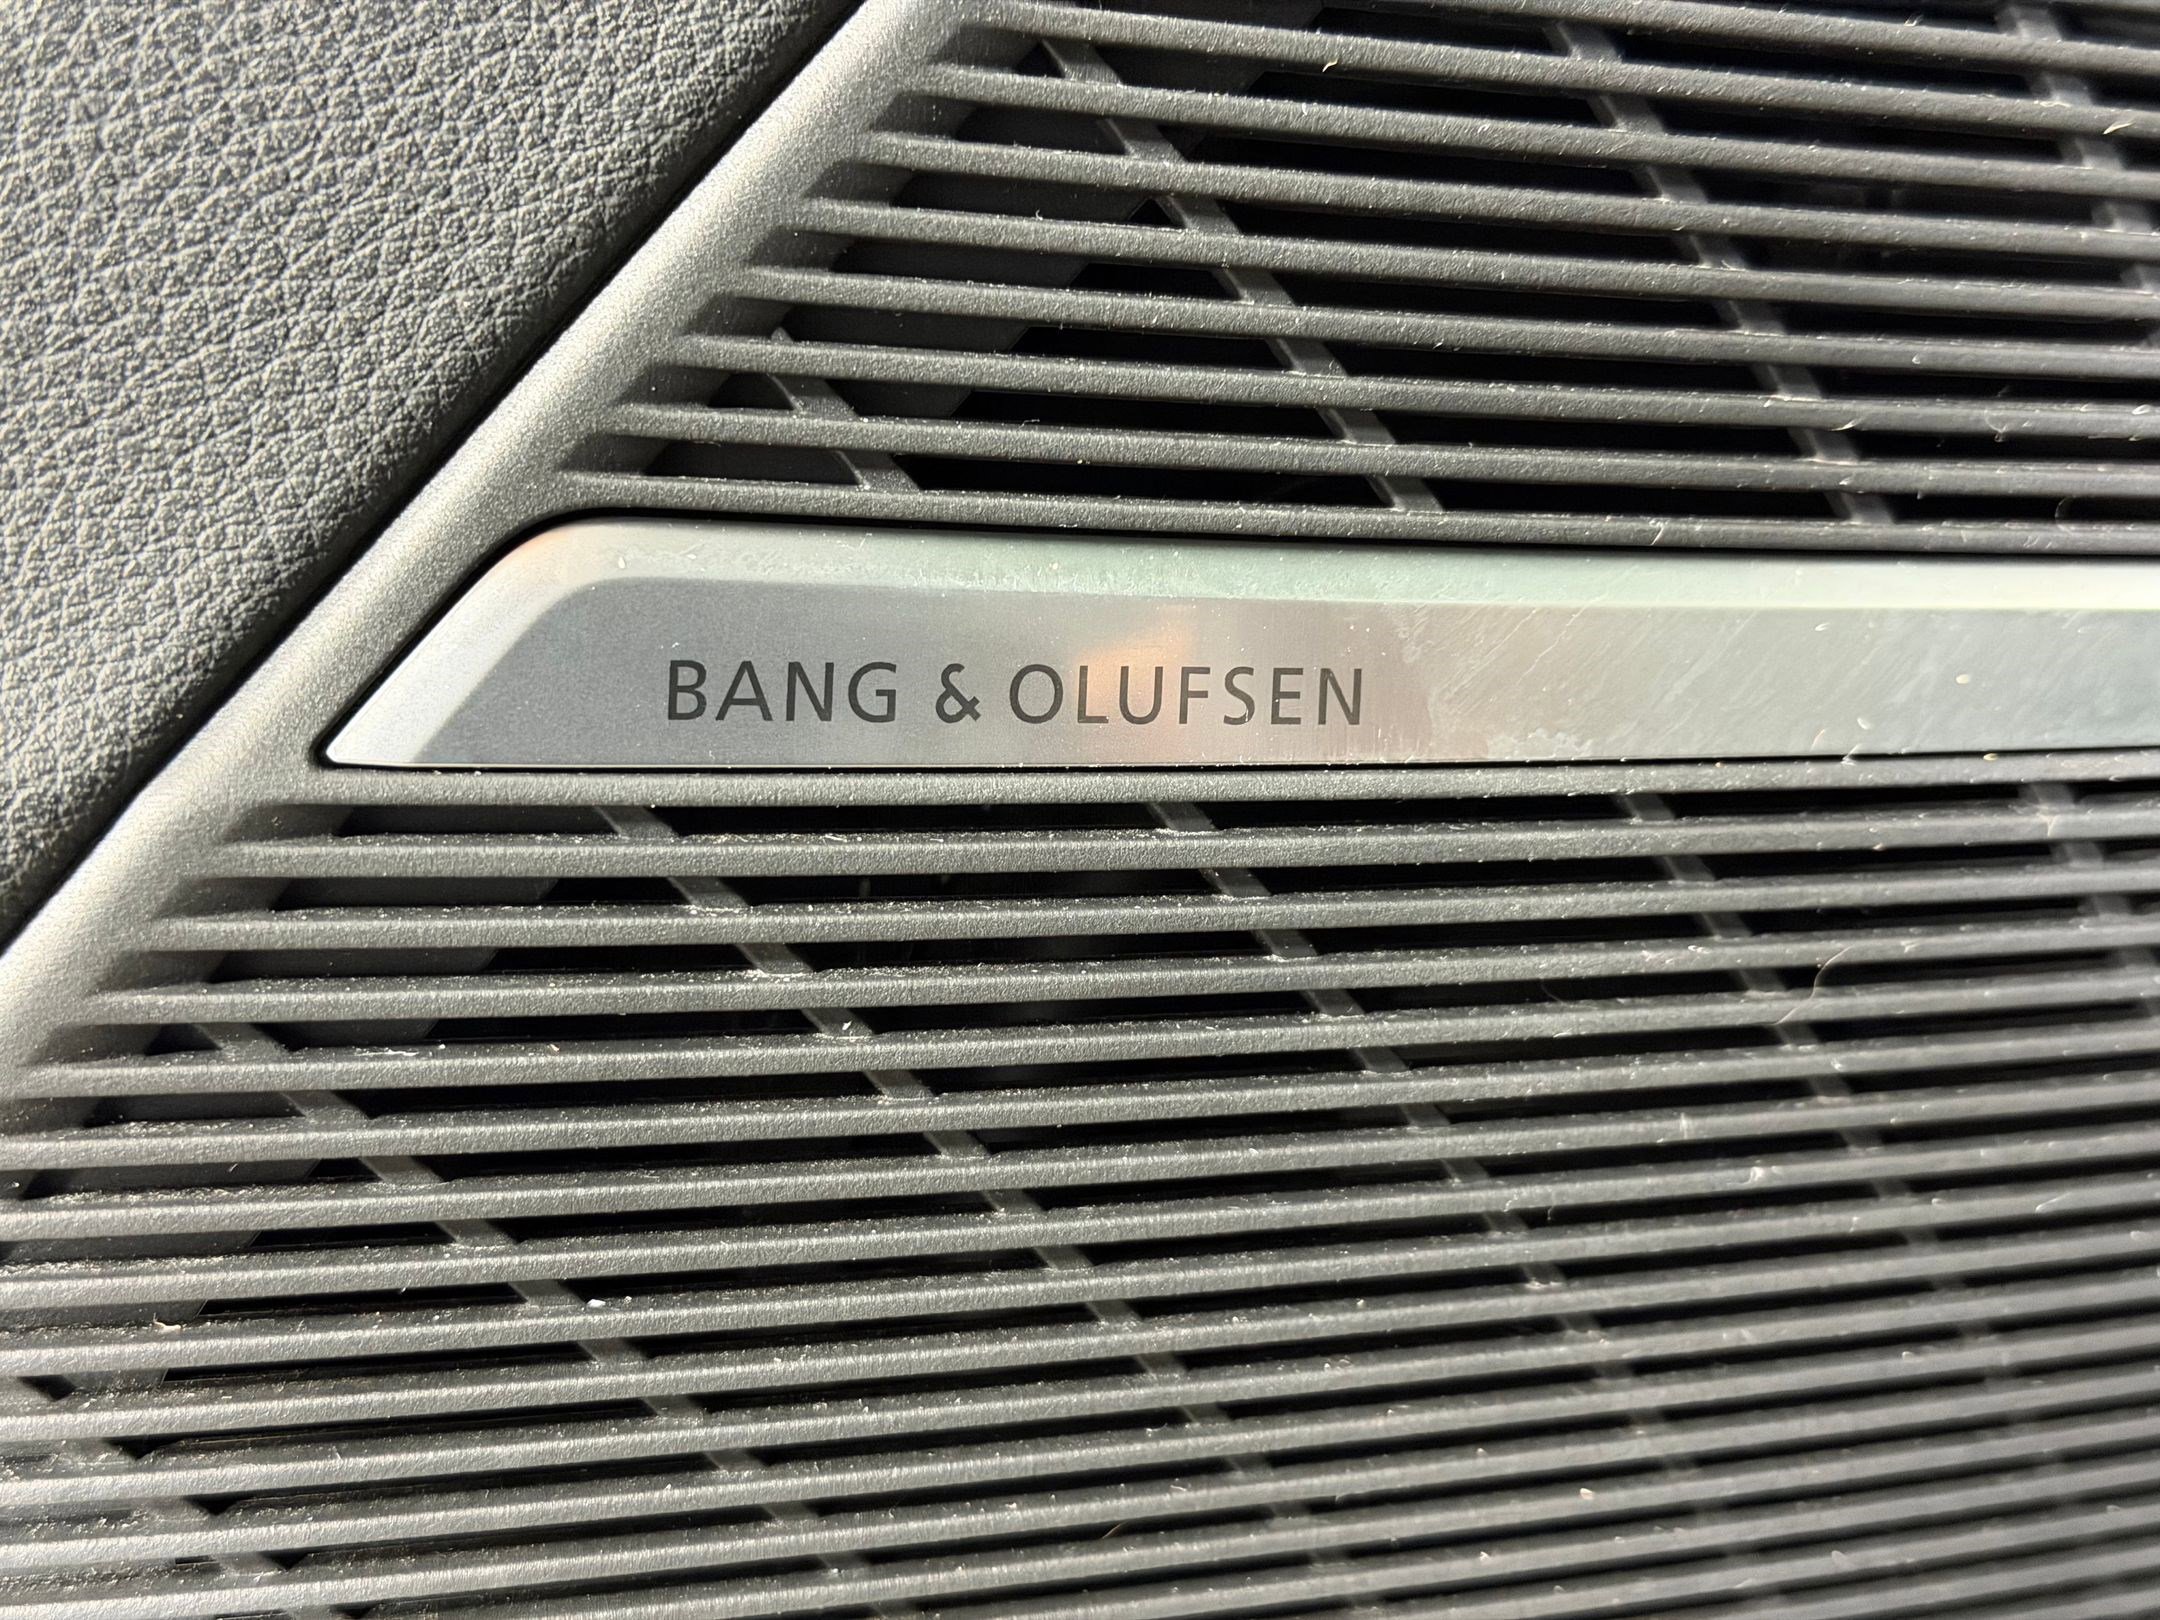 BANG & OLUFSEN